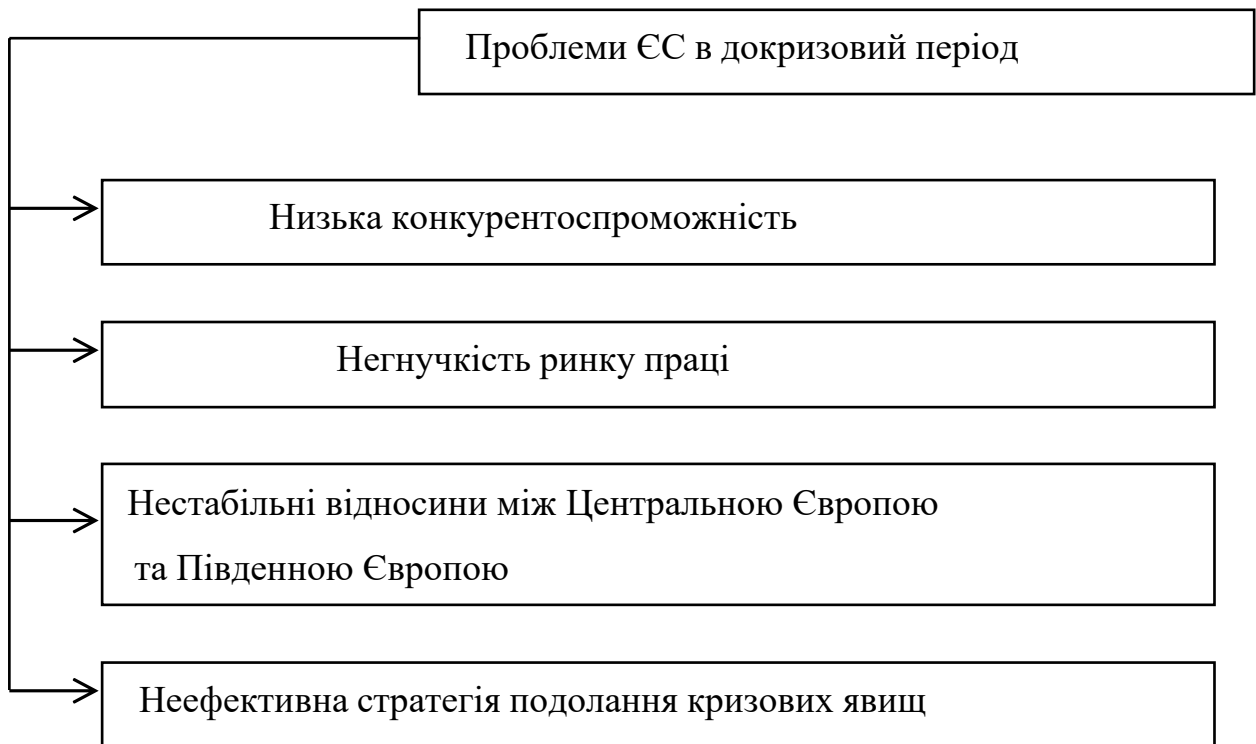 Проблеми ЄС в докризовий період
Низька конкурентоспроможність
Негнучкість ринку праці
Нестабільні відносини між Центральною Європою
та Південною Європою
Неефективна стратегія подолання кризових явищ